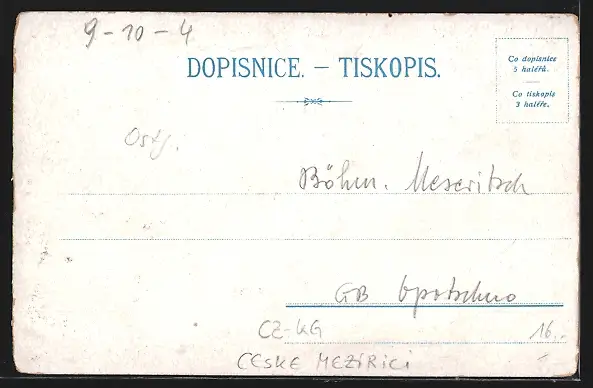 9-10-4
DOPISNICE. — TISKOPIS.
Co dopisnice
5 haléřů.
Co tiskopis
3 haléře.
Böhm. Meseritsch
GB Opotschno
CZ-KG
16..
CESKE MEZIRICI